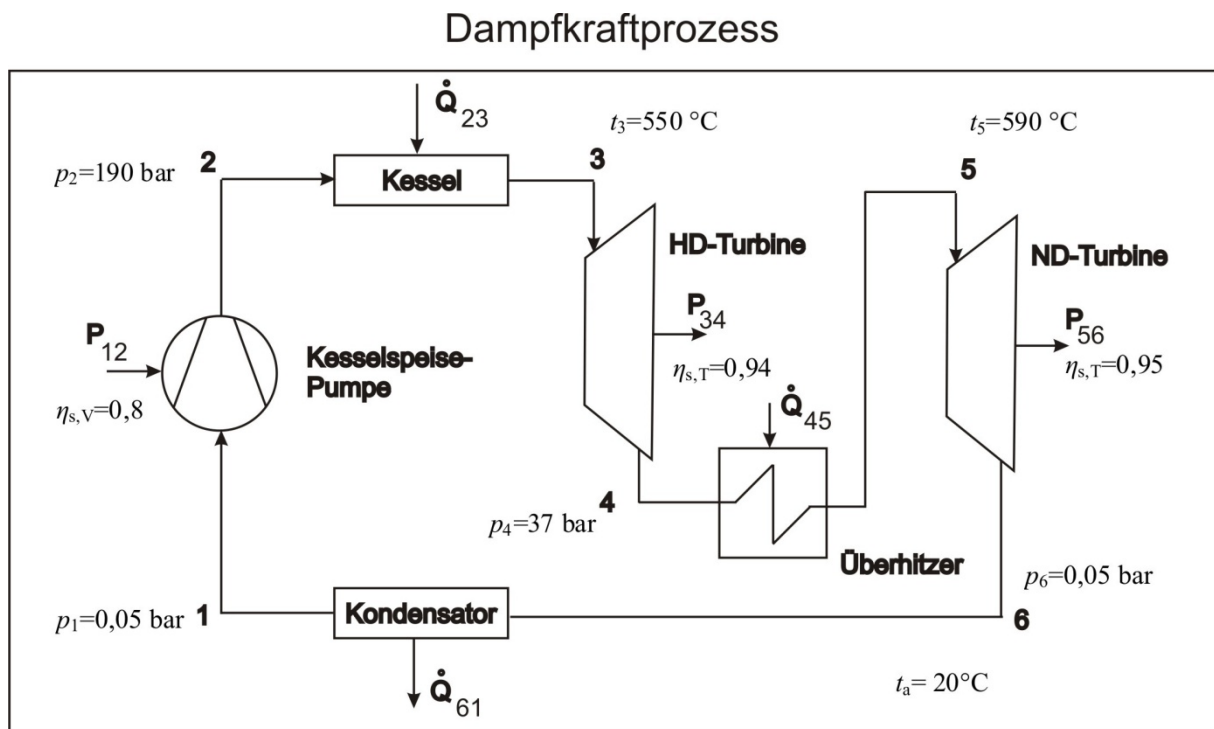 Dampfkraftprozess
Q̇23
t3=550 °C
t5=590 °C
p2=190 bar
2
Kessel
3
5
HD-Turbine
ND-Turbine
P12
P34
P56
Kesselspeise-
Pumpe
ηs,V=0,8
ηs,T=0,94
ηs,T=0,95
Q̇45
4
p4=37 bar
Überhitzer
p6=0,05 bar
p1=0,05 bar
1
Kondensator
6
Q̇61
ta= 20°C